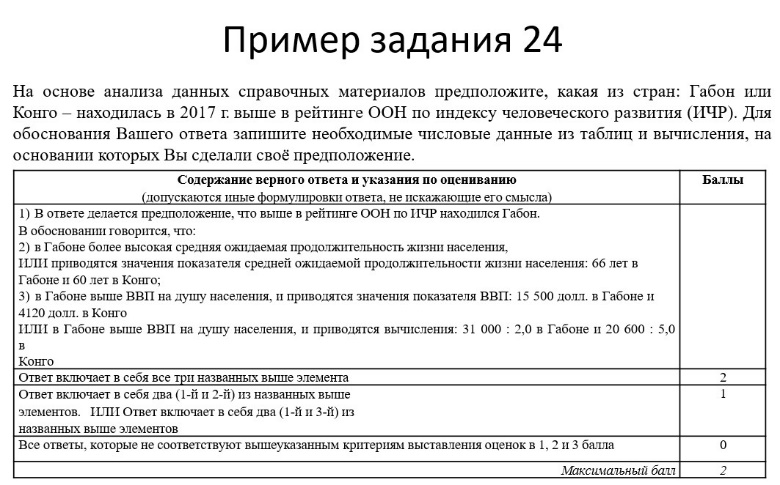 Пример задания 24
На основе анализа данных справочных материалов предположите, какая из стран: Габон или
Конго – находилась в 2017 г. выше в рейтинге ООН по индексу человеческого развития (ИЧР). Для
обоснования Вашего ответа запишите необходимые числовые данные из таблиц и вычисления, на
основании которых Вы сделали своё предположение.
Содержание верного ответа и указания по оцениванию
(допускаются иные формулировки ответа, не искажающие его смысла)
Баллы
1) В ответе делается предположение, что выше в рейтинге ООН по ИЧР находился Габон.
В обосновании говорится, что:
2) в Габоне более высокая средняя ожидаемая продолжительность жизни населения,
ИЛИ приводятся значения показателя средней ожидаемой продолжительности жизни населения: 66 лет в
Габоне и 60 лет в Конго;
3) в Габоне выше ВВП на душу населения, и приводятся значения показателя ВВП: 15 500 долл. в Габоне и
4120 долл. в Конго
ИЛИ в Габоне выше ВВП на душу населения, и приводятся вычисления: 31 000 : 2,0 в Габоне и 20 600 : 5,0
в
Конго
Ответ включает в себя все три названных выше элемента 2
Ответ включает в себя два (1-й и 2-й) из названных выше 1
элементов. ИЛИ Ответ включает в себя два (1-й и 3-й) из
названных выше элементов
Все ответы, которые не соответствуют вышеуказанным критериям выставления оценок в 1, 2 и 3 балла 0
Максимальный балл 2